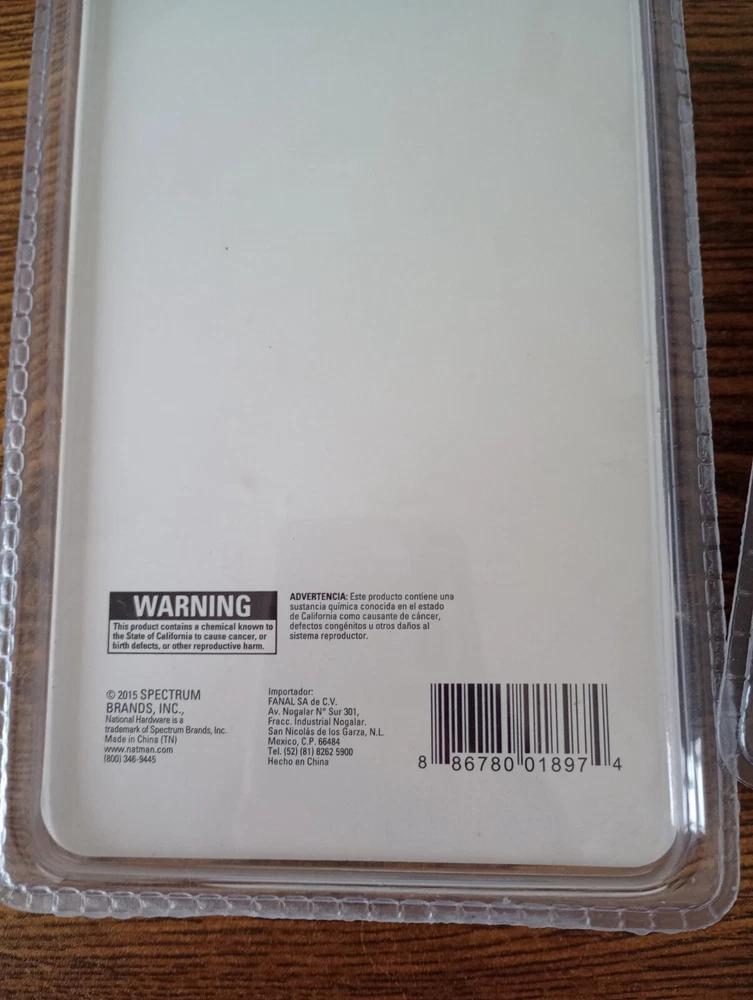 WARNING
This product contains a chemical known to
the State of California to cause cancer, or
birth defects, or other reproductive harm.
ADVERTENCIA: Este producto contiene una
sustancia química conocida en el estado
de California como causante de cáncer,
defectos congénitos u otros daños al
sistema reproductor.
© 2015 SPECTRUM
BRANDS, INC.,
National Hardware is a
trademark of Spectrum Brands, Inc.
Made in China (TN)
www.natman.com
(800) 346-9445
Importador:
FANAL SA de C.V.
Av. Nogalar N° Sur 301,
Fracc. Industrial Nogalar.
San Nicolás de los Garza, N.L.
Mexico, C.P. 66484
Tel. (52) (81) 8262 5900
Hecho en China
8 86780 01897 4